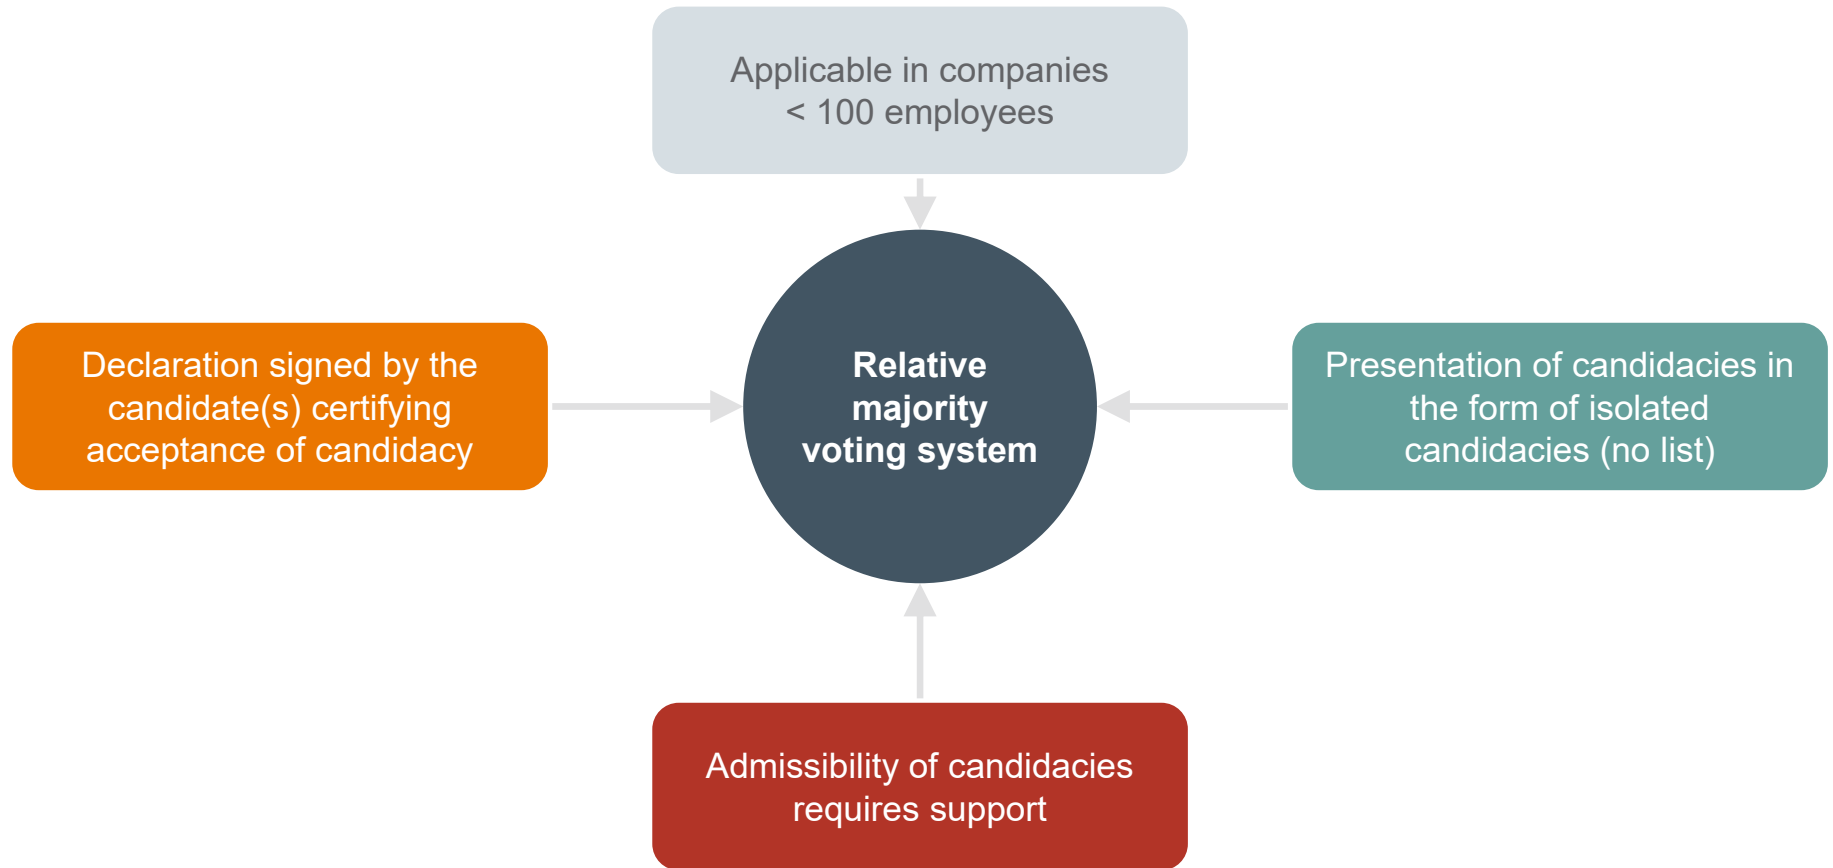 Applicable in companies
< 100 employees
Declaration signed by the
candidate(s) certifying
acceptance of candidacy
Relative
majority
voting system
Presentation of candidacies in
the form of isolated
candidacies (no list)
Admissibility of candidacies
requires support